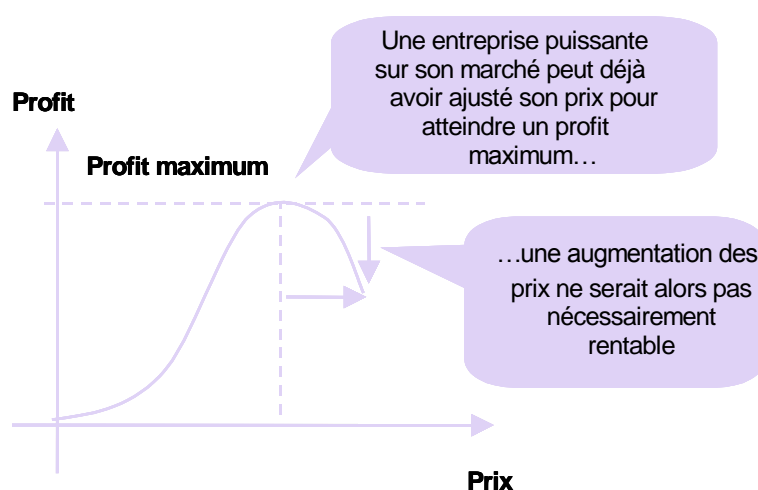 Une entreprise puissante
sur son marché peut déjà
avoir ajusté son prix pour
atteindre un profit
maximum…
Profit
Profit maximum
…une augmentation des
prix ne serait alors pas
nécessairement
rentable
Prix